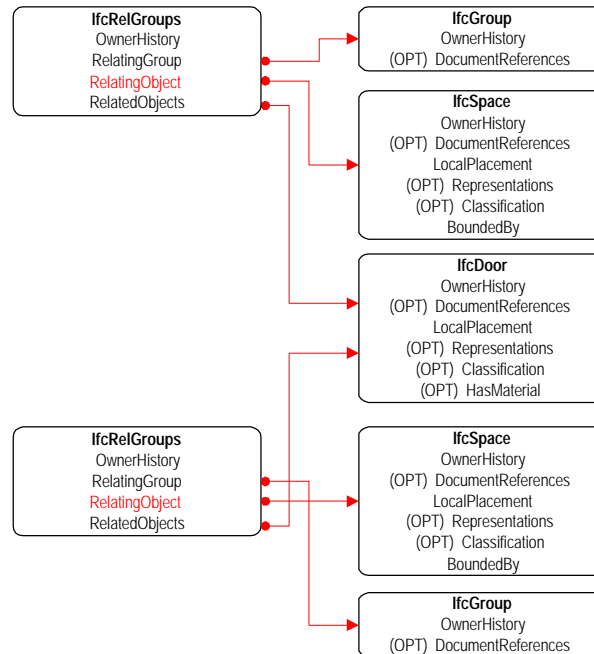 IfcRelGroups
OwnerHistory
RelatingGroup
RelatingObject
RelatedObjects
IfcGroup
OwnerHistory
(OPT) DocumentReferences
IfcSpace
OwnerHistory
(OPT) DocumentReferences
LocalPlacement
(OPT) Representations
(OPT) Classification
BoundedBy
IfcDoor
OwnerHistory
(OPT) DocumentReferences
LocalPlacement
(OPT) Representations
(OPT) Classification
(OPT) HasMaterial
IfcRelGroups
OwnerHistory
RelatingGroup
RelatingObject
RelatedObjects
IfcSpace
OwnerHistory
(OPT) DocumentReferences
LocalPlacement
(OPT) Representations
(OPT) Classification
BoundedBy
IfcGroup
OwnerHistory
(OPT) DocumentReferences